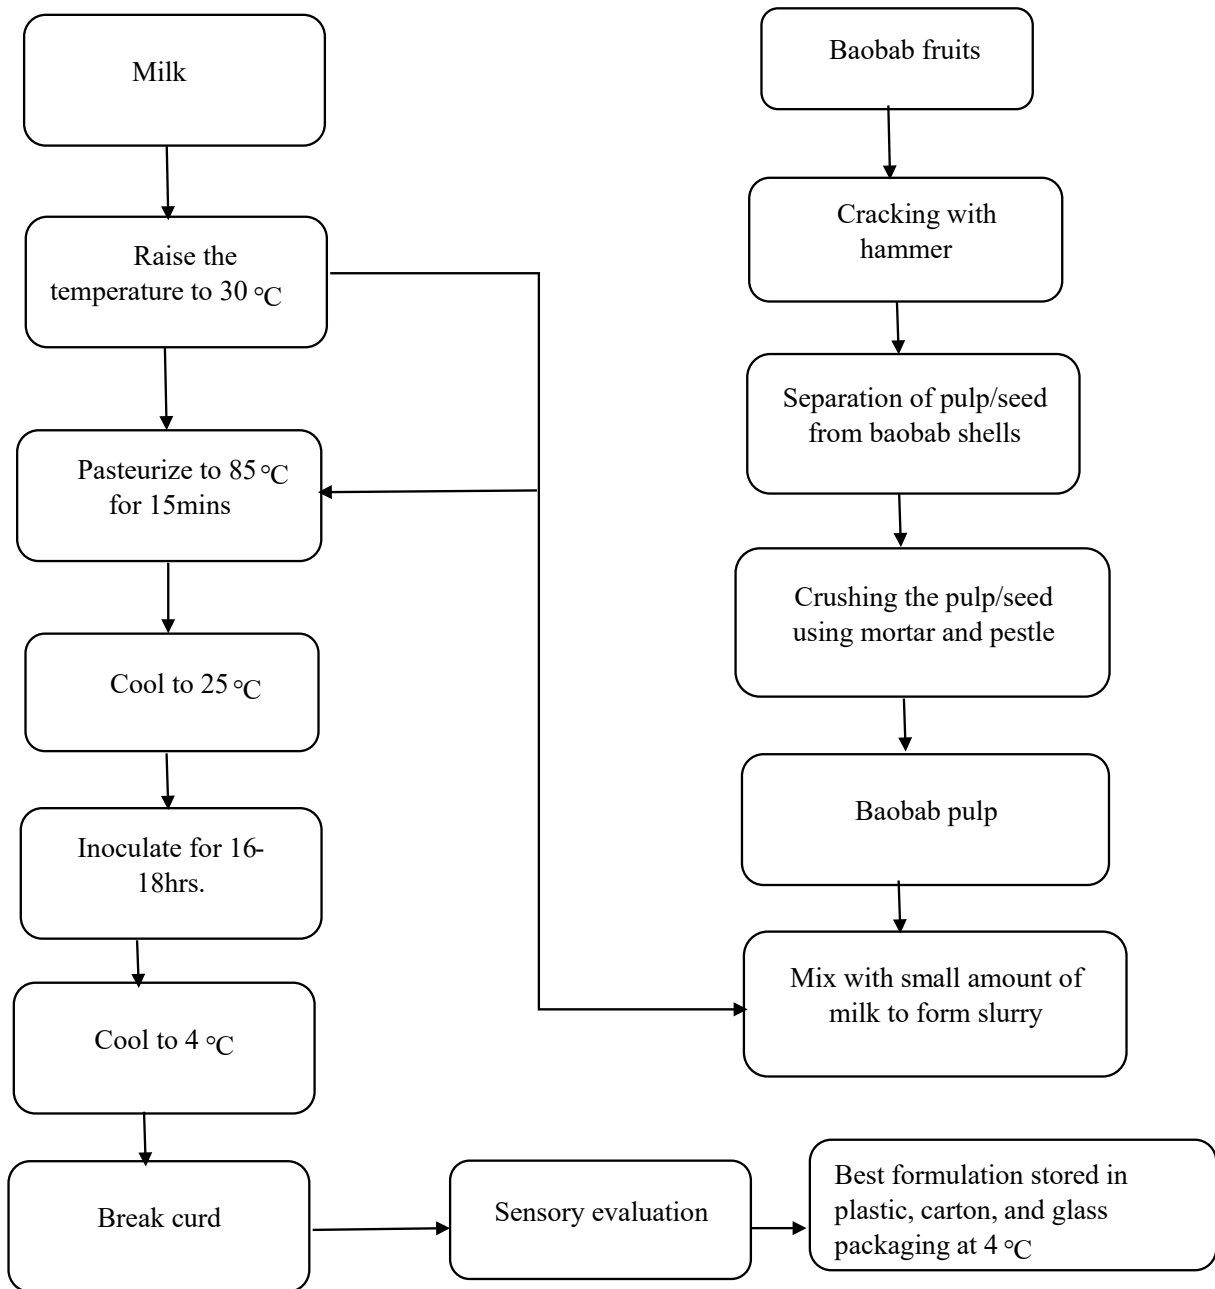 Milk
Raise the
temperature to 30 °C
Pasteurize to 85 °C
for 15mins
Cool to 25 °C
Inoculate for 16-
18hrs.
Cool to 4 °C
Break curd
Baobab fruits
Cracking with
hammer
Separation of pulp/seed
from baobab shells
Crushing the pulp/seed
using mortar and pestle
Baobab pulp
Mix with small amount of
milk to form slurry
Sensory evaluation
Best formulation stored in
plastic, carton, and glass
packaging at 4 °C